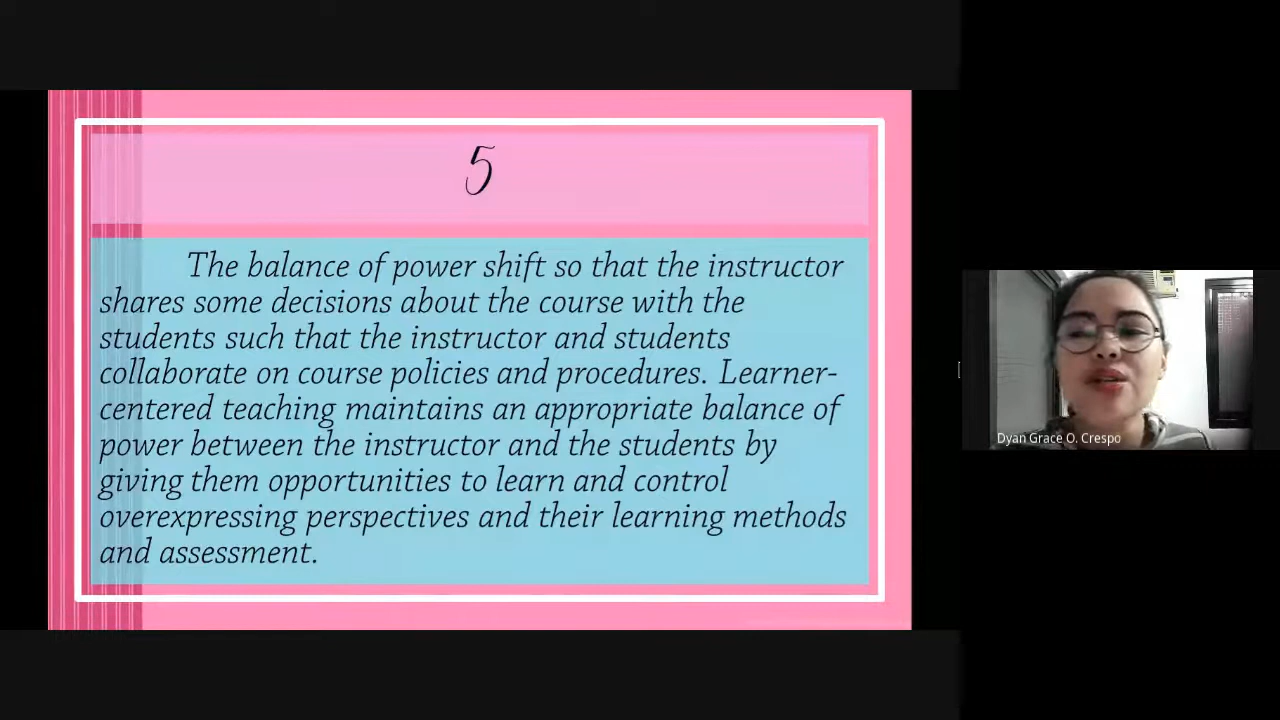 5
The balance of power shift so that the instructor
shares some decisions about the course with the
students such that the instructor and students
collaborate on course policies and procedures. Learner-
centered teaching maintains an appropriate balance of
power between the instructor and the students by
giving them opportunities to learn and control
overexpressing perspectives and their learning methods
and assessment.
Dyan Grace O. Crespo